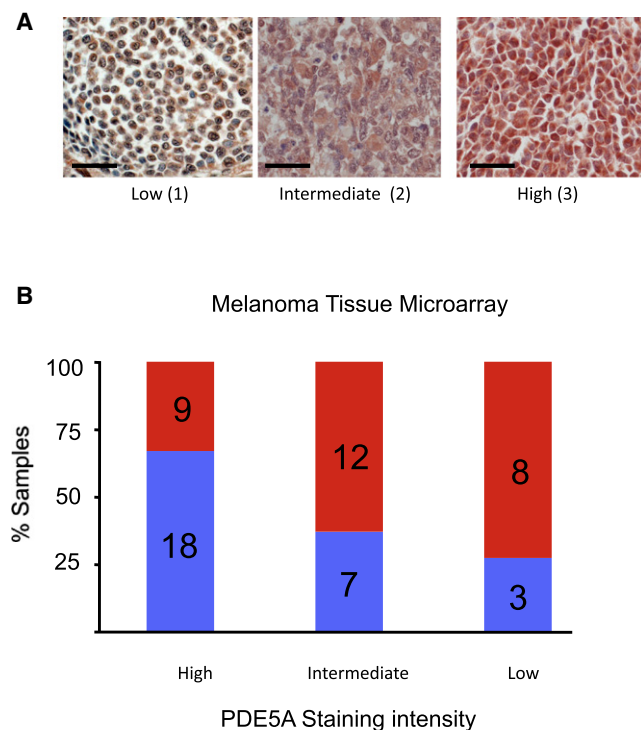 A
Low (1)
Intermediate (2)
High (3)
B
Melanoma Tissue Microarray
% Samples
100
75
50
25
9
18
12
7
8
3
High
Intermediate
Low
PDE5A Staining intensity